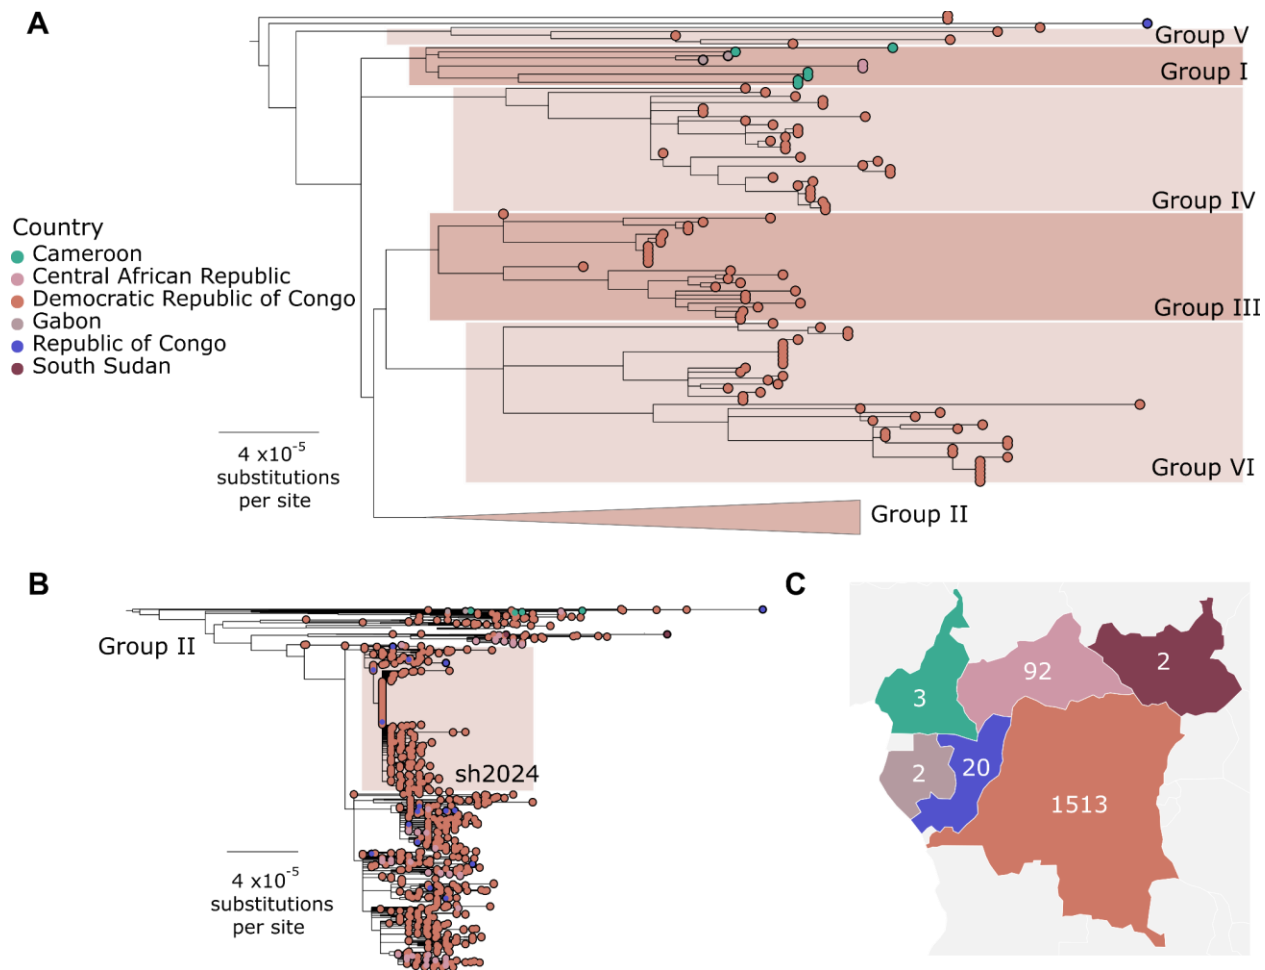 A
Group V
Group I
Group IV
Group III
Group VI
Group II
Country
Cameroon
Central African Republic
Democratic Republic of Congo
Gabon
Republic of Congo
South Sudan
4 x10⁻⁵
substitutions
per site
B
Group II
sh2024
4 x10⁻⁵
substitutions
per site
C
3
92
2
2
20
1513